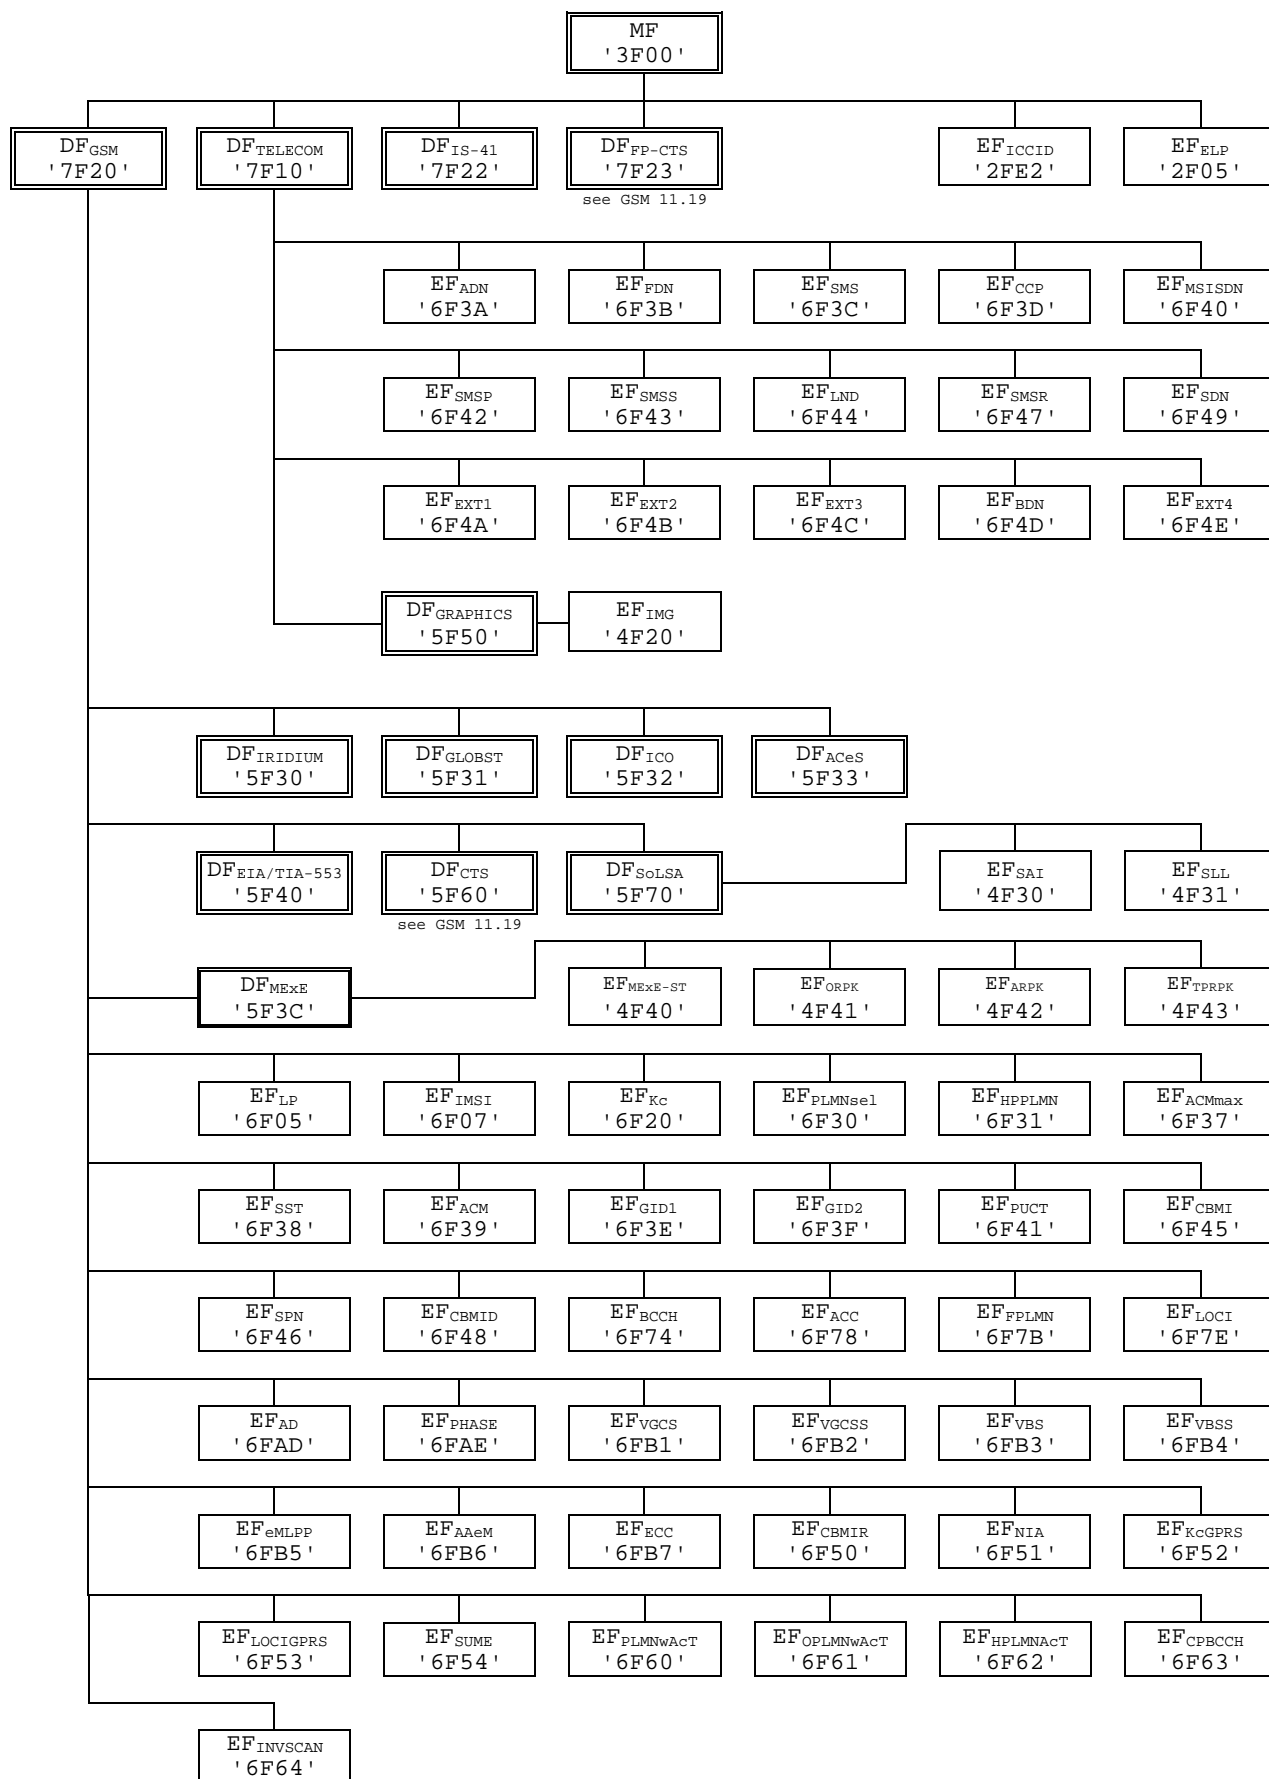 MF
'3F00'
DFGSM DFTELECOM DFIS-41 DFFP-CTS EFICCID EFELP
'7F20' '7F10' '7F22' '7F23' '2FE2' '2F05'
see GSM 11.19
EFADN EFFDN EFSMS EFCCP EFMSISDN
'6F3A' '6F3B' '6F3C' '6F3D' '6F40'
EFSMSP EFSMSS EFLND EFSMSR EFSDN
'6F42' '6F43' '6F44' '6F47' '6F49'
EFEXT1 EFEXT2 EFEXT3 EFBDN EFEXT4
'6F4A' '6F4B' '6F4C' '6F4D' '6F4E'
DFGRAPHICS EFIMG
'5F50' '4F20'
DFIRIDIUM DFGLOBST DFICO DFACeS
'5F30' '5F31' '5F32' '5F33'
DFEIA/TIA-553 DFCTS DFSoLSA EFSAI EFSLL
'5F40' '5F60' '5F70' '4F30' '4F31'
see GSM 11.19
DFMExE EFMExE-ST EFORPK EFARPK EFTPRPK
'5F3C' '4F40' '4F41' '4F42' '4F43'
EFLP EFIMSI EFKc EFPLMNsel EFHPPLMN EFACMmax
'6F05' '6F07' '6F20' '6F30' '6F31' '6F37'
EFSST EFACM EFGID1 EFGID2 EFPUCT EFCBMI
'6F38' '6F39' '6F3E' '6F3F' '6F41' '6F45'
EFSPN EFCBMID EFBCCH EFACC EFFPLMN EFLOCI
'6F46' '6F48' '6F74' '6F78' '6F7B' '6F7E'
EFAD EFPHASE EFVGCS EFVGCSS EFVBS EFVBSS
'6FAD' '6FAE' '6FB1' '6FB2' '6FB3' '6FB4'
EFeMLPP EFAAeM EFECC EFCBMIR EFNIA EFKcGPRS
'6FB5' '6FB6' '6FB7' '6F50' '6F51' '6F52'
EFLOCIGPRS EFSUME EFPLMNwAcT EFOPLMNwAcT EFHPLMNAcT EFCPBCCH
'6F53' '6F54' '6F60' '6F61' '6F62' '6F63'
EFINVSCAN
'6F64'